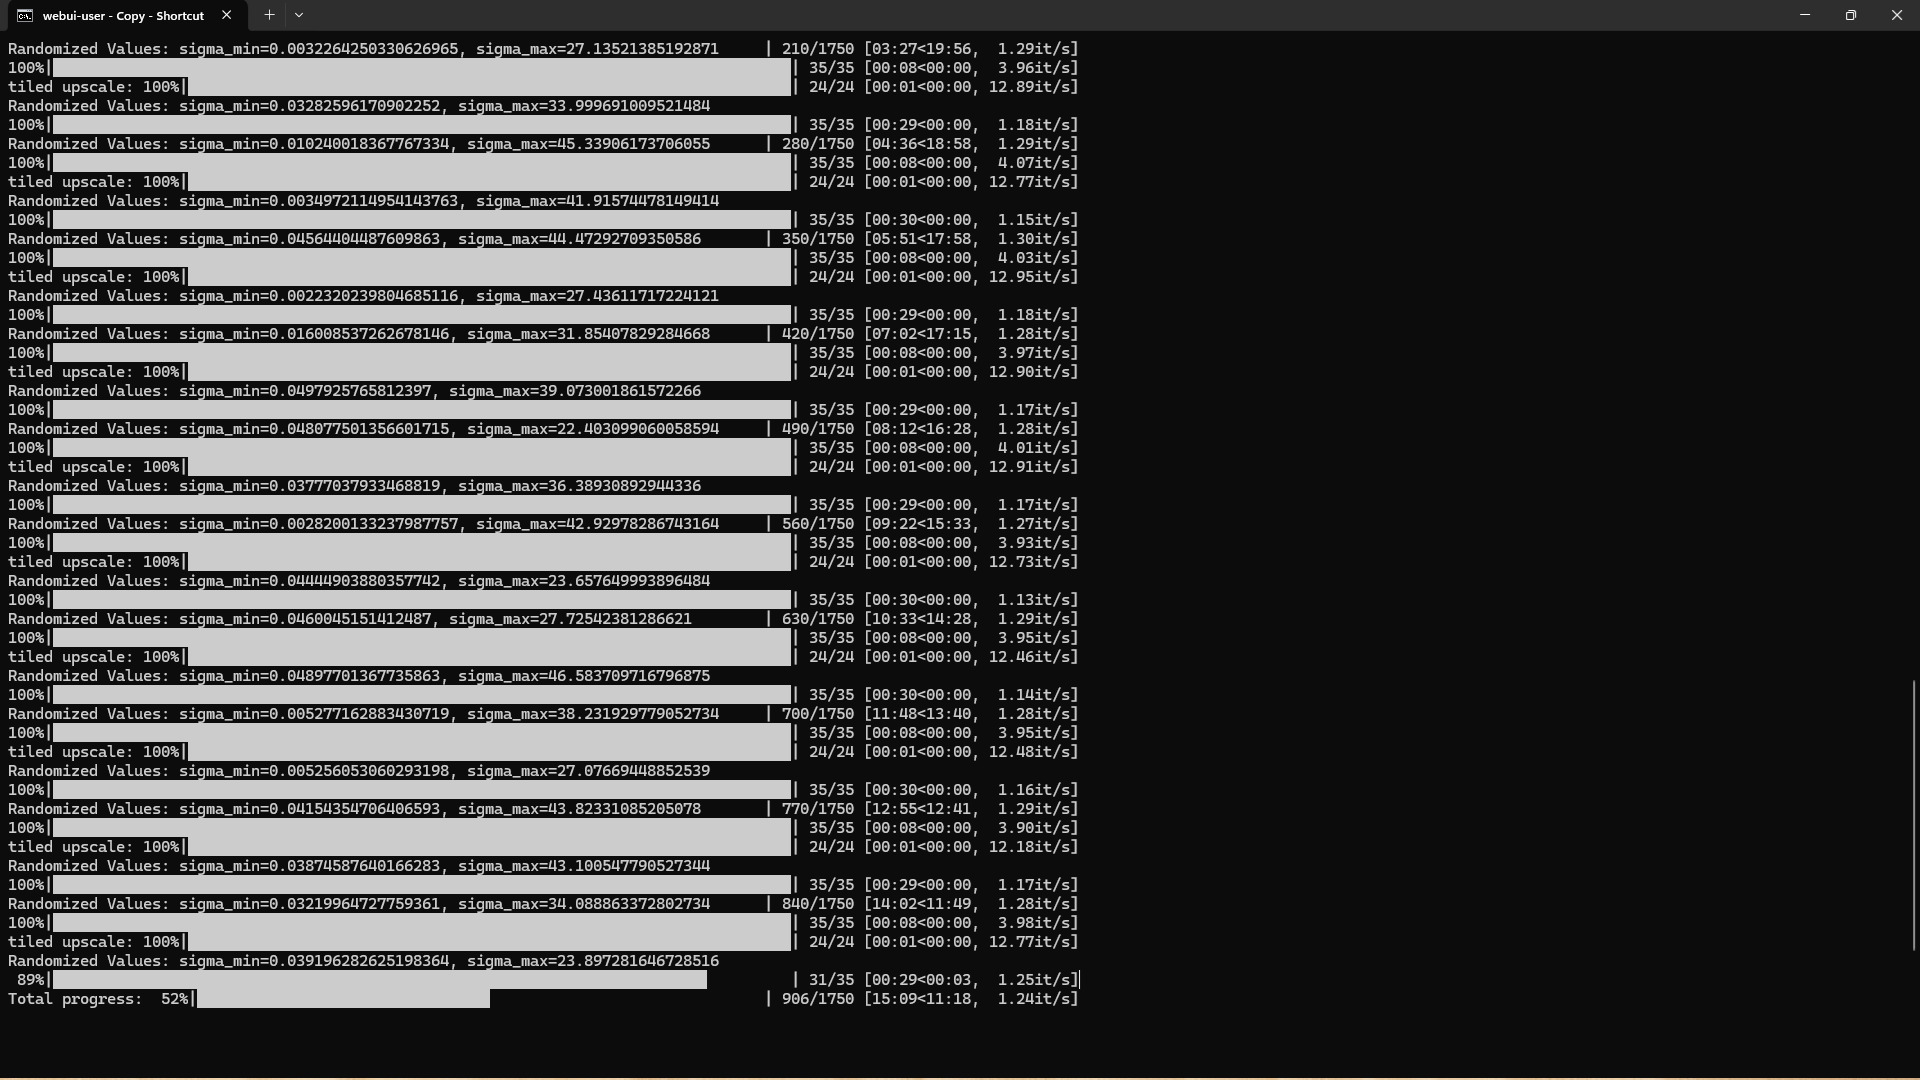 webui-user - Copy - Shortcut
Randomized Values: sigma_min=0.0032264250330626965, sigma_max=27.13521385192871 | 210/1750 [03:27<19:56, 1.29it/s]
100%| | 35/35 [00:08<00:00, 3.96it/s]
tiled upscale: 100%| | 24/24 [00:01<00:00, 12.89it/s]
Randomized Values: sigma_min=0.03282596170902252, sigma_max=33.999691009521484
100%| | 35/35 [00:29<00:00, 1.18it/s]
Randomized Values: sigma_min=0.010240018367767334, sigma_max=45.33906173706055 | 280/1750 [04:36<18:58, 1.29it/s]
100%| | 35/35 [00:08<00:00, 4.07it/s]
tiled upscale: 100%| | 24/24 [00:01<00:00, 12.77it/s]
Randomized Values: sigma_min=0.0034972114954143763, sigma_max=41.91574478149414
100%| | 35/35 [00:30<00:00, 1.15it/s]
Randomized Values: sigma_min=0.04564404487609863, sigma_max=44.47292709350586 | 350/1750 [05:51<17:58, 1.30it/s]
100%| | 35/35 [00:08<00:00, 4.03it/s]
tiled upscale: 100%| | 24/24 [00:01<00:00, 12.95it/s]
Randomized Values: sigma_min=0.0022320239804685116, sigma_max=27.43611717224121
100%| | 35/35 [00:29<00:00, 1.18it/s]
Randomized Values: sigma_min=0.016008537262678146, sigma_max=31.85407829284668 | 420/1750 [07:02<17:15, 1.28it/s]
100%| | 35/35 [00:08<00:00, 3.97it/s]
tiled upscale: 100%| | 24/24 [00:01<00:00, 12.90it/s]
Randomized Values: sigma_min=0.0497925765812397, sigma_max=39.073001861572266
100%| | 35/35 [00:29<00:00, 1.17it/s]
Randomized Values: sigma_min=0.048077501356601715, sigma_max=22.403099060058594 | 490/1750 [08:12<16:28, 1.28it/s]
100%| | 35/35 [00:08<00:00, 4.01it/s]
tiled upscale: 100%| | 24/24 [00:01<00:00, 12.91it/s]
Randomized Values: sigma_min=0.03777037933468819, sigma_max=36.38930892944336
100%| | 35/35 [00:29<00:00, 1.17it/s]
Randomized Values: sigma_min=0.0028200133237987757, sigma_max=42.92978286743164 | 560/1750 [09:22<15:33, 1.27it/s]
100%| | 35/35 [00:08<00:00, 3.93it/s]
tiled upscale: 100%| | 24/24 [00:01<00:00, 12.73it/s]
Randomized Values: sigma_min=0.04444903880357742, sigma_max=23.657649993896484
100%| | 35/35 [00:30<00:00, 1.13it/s]
Randomized Values: sigma_min=0.0460045151412487, sigma_max=27.72542381286621 | 630/1750 [10:33<14:28, 1.29it/s]
100%| | 35/35 [00:08<00:00, 3.95it/s]
tiled upscale: 100%| | 24/24 [00:01<00:00, 12.46it/s]
Randomized Values: sigma_min=0.04897701367735863, sigma_max=46.583709716796875
100%| | 35/35 [00:30<00:00, 1.14it/s]
Randomized Values: sigma_min=0.005277162883430719, sigma_max=38.231929779052734 | 700/1750 [11:48<13:40, 1.28it/s]
100%| | 35/35 [00:08<00:00, 3.95it/s]
tiled upscale: 100%| | 24/24 [00:01<00:00, 12.48it/s]
Randomized Values: sigma_min=0.005256053060293198, sigma_max=27.07669448852539
100%| | 35/35 [00:30<00:00, 1.16it/s]
Randomized Values: sigma_min=0.04154354706406593, sigma_max=43.82331085205078 | 770/1750 [12:55<12:41, 1.29it/s]
100%| | 35/35 [00:08<00:00, 3.90it/s]
tiled upscale: 100%| | 24/24 [00:01<00:00, 12.18it/s]
Randomized Values: sigma_min=0.03874587640166283, sigma_max=43.100547790527344
100%| | 35/35 [00:29<00:00, 1.17it/s]
Randomized Values: sigma_min=0.03219964727759361, sigma_max=34.088863372802734 | 840/1750 [14:02<11:49, 1.28it/s]
100%| | 35/35 [00:08<00:00, 3.98it/s]
tiled upscale: 100%| | 24/24 [00:01<00:00, 12.77it/s]
Randomized Values: sigma_min=0.039196282625198364, sigma_max=23.897281646728516
89%| | 31/35 [00:29<00:03, 1.25it/s]
Total progress: 52%| | 906/1750 [15:09<11:18, 1.24it/s]